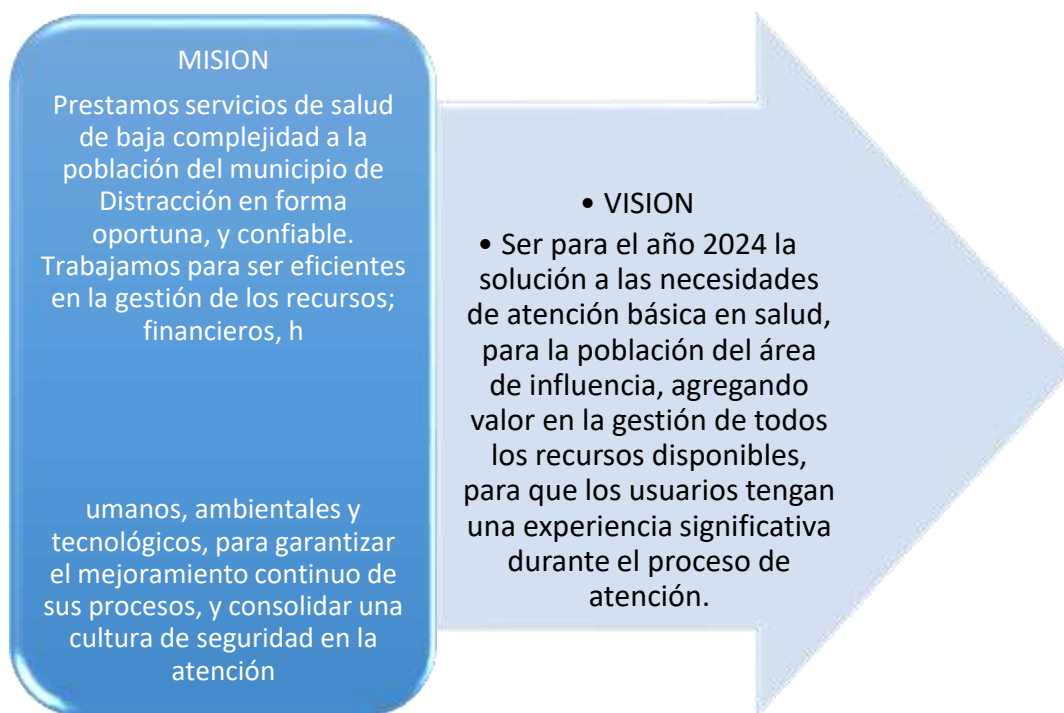 MISION
Prestamos servicios de salud
de baja complejidad a la
población del municipio de
Distracción en forma
oportuna, y confiable.
Trabajamos para ser eficientes
en la gestión de los recursos;
financieros, h
umanos, ambientales y
tecnológicos, para garantizar
el mejoramiento continuo de
sus procesos, y consolidar una
cultura de seguridad en la
atención
• VISION
• Ser para el año 2024 la
solución a las necesidades
de atención básica en salud,
para la población del área
de influencia, agregando
valor en la gestión de todos
los recursos disponibles,
para que los usuarios tengan
una experiencia significativa
durante el proceso de
atención.